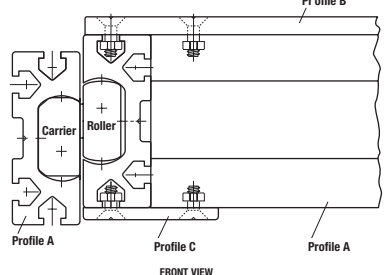 Profile B
Carrier
Roller
Profile A
Profile C
Profile A
FRONT VIEW